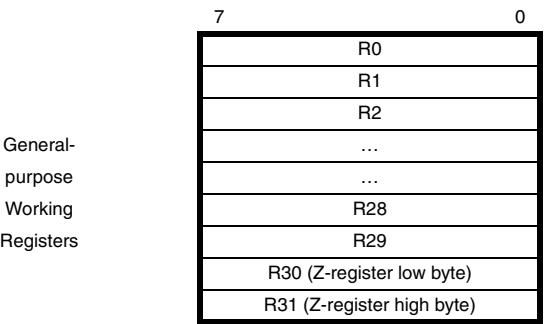 7 0
R0
R1
R2
General- …
purpose …
Working R28
Registers R29
R30 (Z-register low byte)
R31 (Z-register high byte)